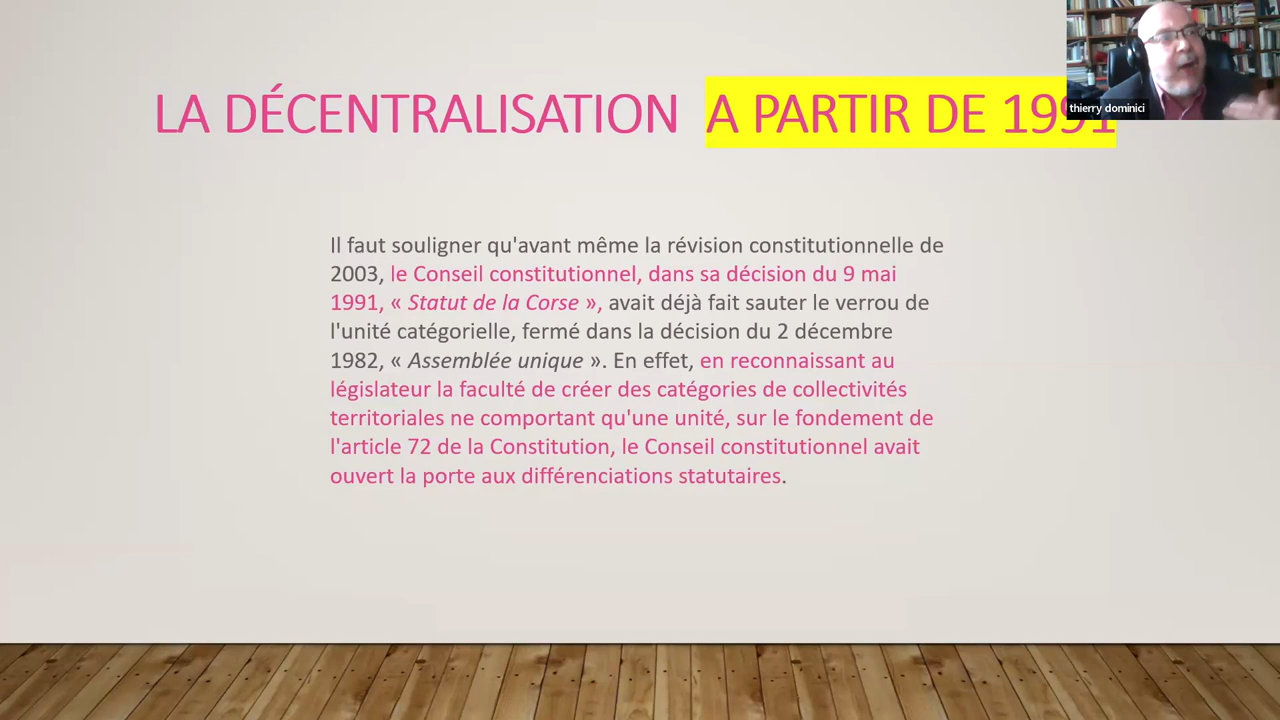 LA DÉCENTRALISATION A PARTIR DE 1991
thierry dominici
Il faut souligner qu'avant même la révision constitutionnelle de
2003, le Conseil constitutionnel, dans sa décision du 9 mai
1991, « Statut de la Corse », avait déjà fait sauter le verrou de
l'unité catégorielle, fermé dans la décision du 2 décembre
1982, « Assemblée unique ». En effet, en reconnaissant au
législateur la faculté de créer des catégories de collectivités
territoriales ne comportant qu'une unité, sur le fondement de
l'article 72 de la Constitution, le Conseil constitutionnel avait
ouvert la porte aux différenciations statutaires.